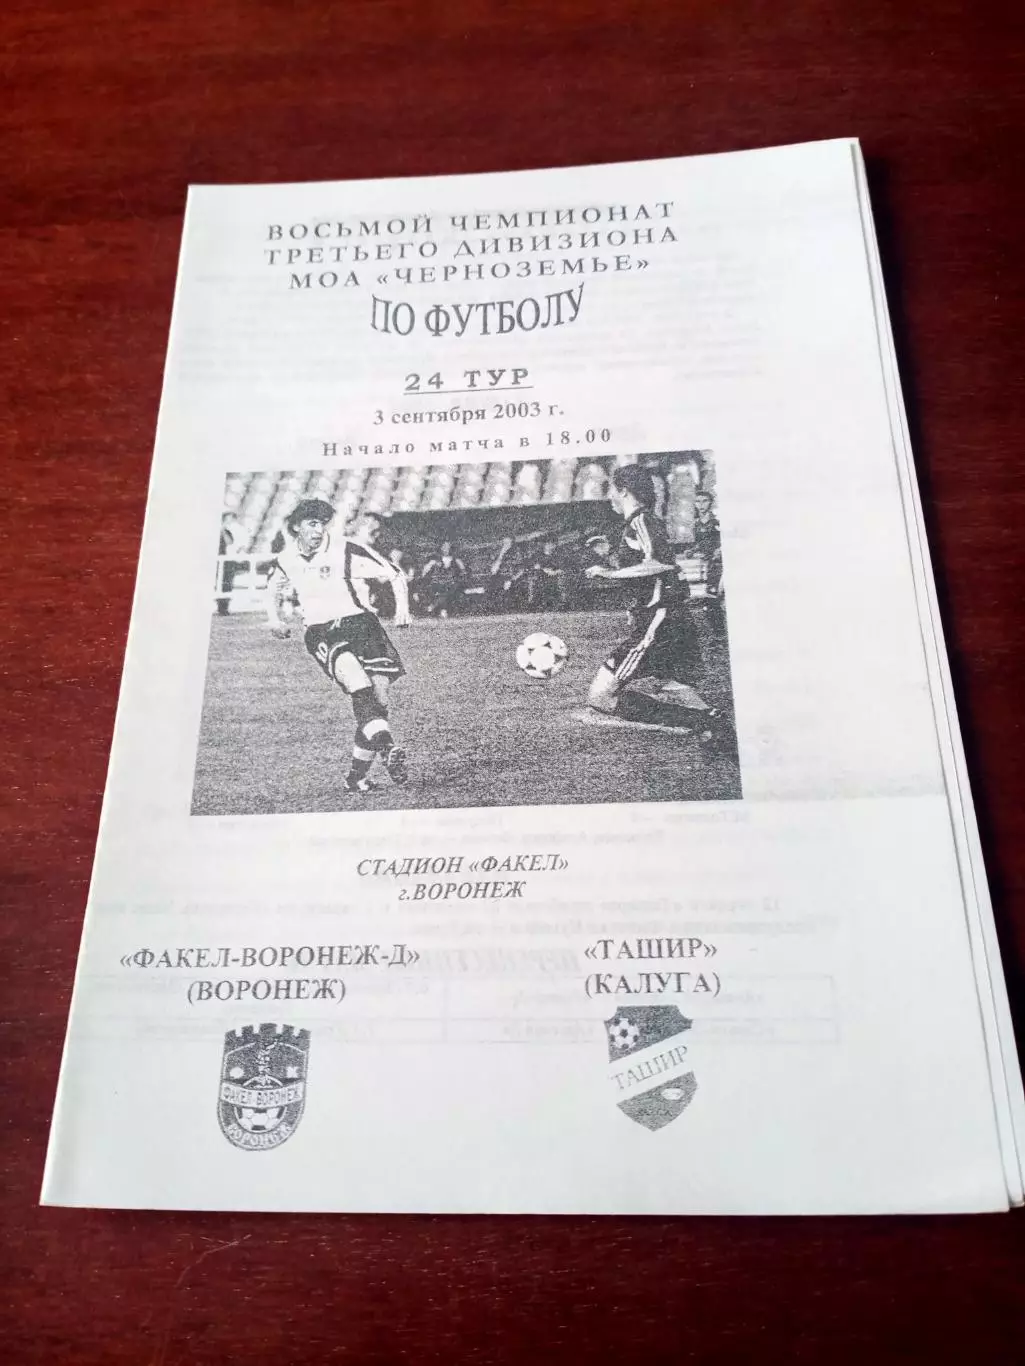 ВОСЬМОЙ ЧЕМПИОНАТ
ТРЕТЬЕГО ДИВИЗИОНА
МОА «ЧЕРНОЗЕМЬЕ»
ПО ФУТБОЛУ
24 ТУР
3 сентября 2003 г.
Начало матча в 18.00
СТАДИОН «ФАКЕЛ»
г.ВОРОНЕЖ
«ФАКЕЛ-ВОРОНЕЖ-Д»
(ВОРОНЕЖ)
«ТАШИР»
(КАЛУГА)
ФАКЕЛ-ВОРОНЕЖ
ВОРОНЕЖ
ТАШИР